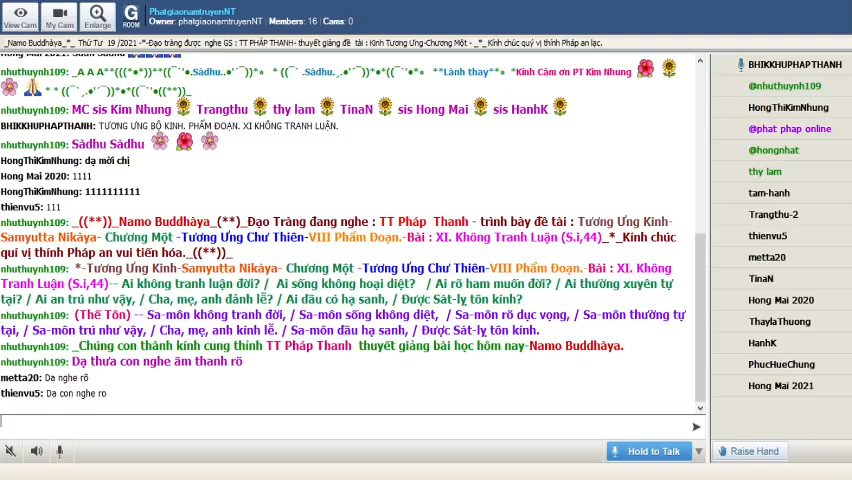 View Cam
My Cam
Enlarge
G
ROOM
PhatgiaonamtruyenNT
Owner: phatgiaonamtruyenNT | Members: 16 | Cams: 0
_Namo Buddhàya_*_ Thứ Tư 19 /2021 -*-Đạo tràng được nghe GS : TT PHÁP THANH- thuyết giảng đề tài : Kinh Tương Ưng-Chương Một - _*_ Kính chúc quý vị thính Pháp an lạc.
nhuthuynh109: _A A A**(((*•*))**((¯`'•.Sàdhu..•'´¯)*∗ * ((¯ .Sàdhu.¸.•'´¯))*•*((¯`'•* **Lành thay** *Kính Cám ơn PT Kim Nhung
* * ((¯`¸.•'´¯))*•*((¯`•((**))_
nhuthuynh109: MC sis Kim Nhung Trangthu thy lam TinaN sis Hong Mai sis HanhK
BHIKKHUPHAPTHANH: TƯƠNG ƯNG BỘ KINH. PHẨM ĐOẠN. XI KHÔNG TRANH LUẬN.
nhuthuynh109: Sàdhu Sàdhu
HongThiKimNhung: dạ mời chị
Hong Mai 2020: 1111
HongThiKimNhung: 1111111111
thienvu5: 111
nhuthuynh109: _((**))_Namo Buddhàya_(**)_Đạo Tràng đang nghe : TT Pháp Thanh - trình bày đề tài : Tương Ưng Kinh-
Samyutta Nikàya- Chương Một -Tương Ưng Chư Thiên-VIII Phẩm Đoạn.-Bài : XI. Không Tranh Luận (S.i,44)_*_Kính chúc
quí vị thính Pháp an vui tiến hóa._((**))_
nhuthuynh109: *-Tương Ưng Kinh-Samyutta Nikàya- Chương Một -Tương Ưng Chư Thiên-VIII Phẩm Đoạn.-Bài : XI. Không
Tranh Luận (S.i,44)-- Ai không tranh luận đời? / Ai sống không hoại diệt? / Ai rõ ham muốn đời? / Ai thường xuyên tự
tại? / Ai an trú như vậy, / Cha, mẹ, anh đảnh lễ? / Ai dầu có hạ sanh, / Được Sát-lỵ tôn kính?
nhuthuynh109: (Thế Tôn) -- Sa-môn không tranh đời, / Sa-môn sống không diệt, / Sa-môn rõ dục vọng, / Sa-môn thường tự
tại, / Sa-môn trú như vậy, / Cha, mẹ, anh kính lễ. / Sa-môn dầu hạ sanh, / Được Sát-lỵ tôn kính.
nhuthuynh109: _Chúng con thành kính cung thỉnh TT Pháp Thanh thuyết giảng bài học hôm nay-Namo Buddhàya.
nhuthuynh109: Dạ thưa con nghe âm thanh rõ
metta20: Dạ nghe rõ
thienvu5: Da con nghe ro
Hold to Talk
Raise Hand
BHIKKHUPHAPTHANH
@nhuthuynh109
HongThiKimNhung
@phat phap online
@hongnhat
thy lam
tam-hanh
Trangthu-2
thienvu5
metta20
TinaN
Hong Mai 2020
ThaylaThuong
HanhK
PhucHueChung
Hong Mai 2021